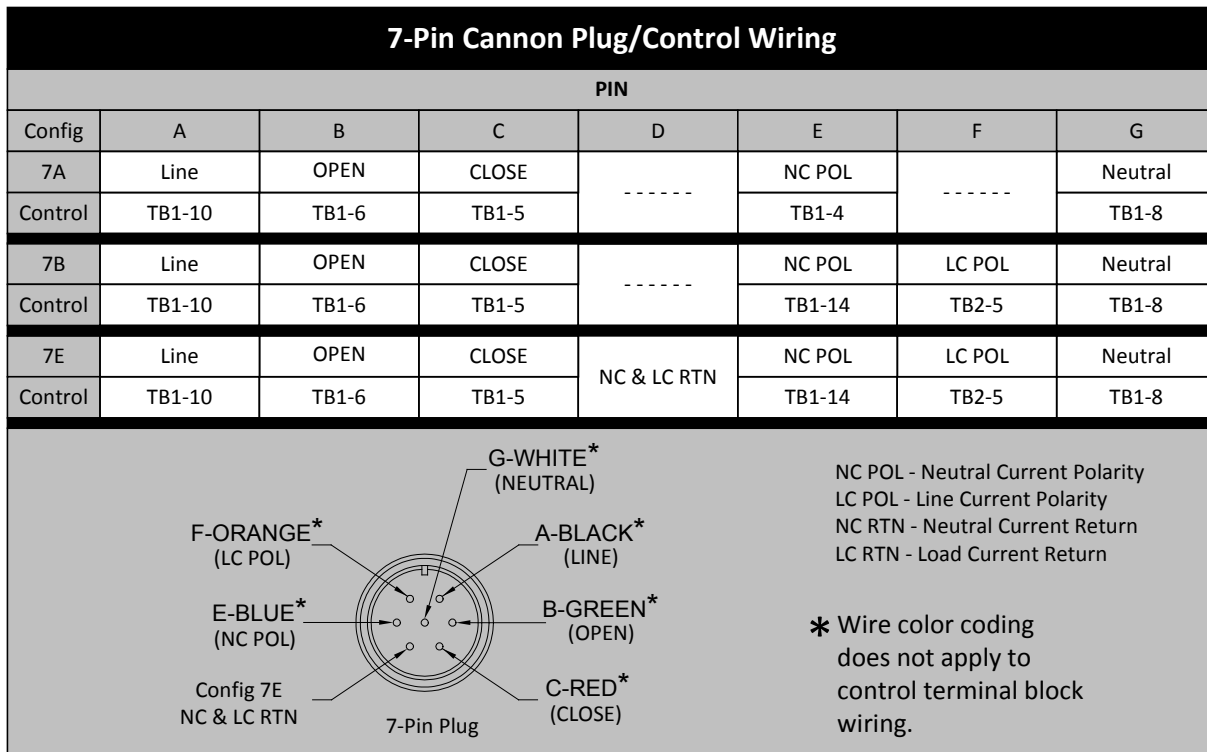 7-Pin Cannon Plug/Control Wiring
PIN
Config A B C D E F G
7A Line OPEN CLOSE - - - - - - NC POL - - - - - - Neutral
Control TB1-10 TB1-6 TB1-5 TB1-4 TB1-8
7B Line OPEN CLOSE - - - - - - NC POL LC POL Neutral
Control TB1-10 TB1-6 TB1-5 TB1-14 TB2-5 TB1-8
7E Line OPEN CLOSE NC & LC RTN NC POL LC POL Neutral
Control TB1-10 TB1-6 TB1-5 TB1-14 TB2-5 TB1-8
G-WHITE*
(NEUTRAL)
F-ORANGE*
(LC POL)
A-BLACK*
(LINE)
E-BLUE*
(NC POL)
B-GREEN*
(OPEN)
Config 7E
NC & LC RTN
C-RED*
(CLOSE)
7-Pin Plug
NC POL - Neutral Current Polarity
LC POL - Line Current Polarity
NC RTN - Neutral Current Return
LC RTN - Load Current Return
* Wire color coding
does not apply to
control terminal block
wiring.